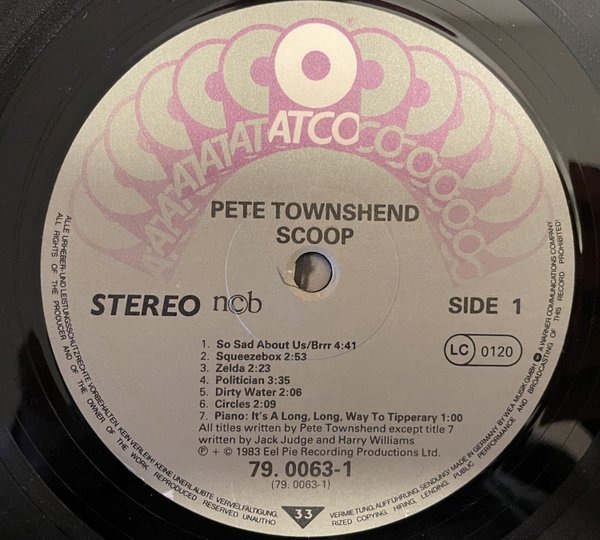 ATCO
®
PETE TOWNSHEND
SCOOP
STEREO ncb
SIDE 1
LC 0120
1. So Sad About Us/Brrr 4:41
2. Squeezebox 2:53
3. Zelda 2:23
4. Politician 3:35
5. Dirty Water 2:06
6. Circles 2:09
7. Piano: It's A Long, Long, Way To Tipperary 1:00
All titles written by Pete Townshend except title 7
written by Jack Judge and Harry Williams
℗ + © 1983 Eel Pie Recording Productions Ltd.
79. 0063-1
(79. 0063-1)
33
ALLE URHEBER-UND LEISTUNGSSCHUTZRECHTE VORBEHALTEN. KEIN VERLEIH! KEINE UNERLAUBTE VERVIELFÄLTIGUNG, VERMIETUNG, AUFFÜHRUNG, SENDUNG! MADE IN GERMANY BY WEA MUSIK GMBH A WARNER COMMUNICATIONS COMPANY
ALL RIGHTS OF THE PRODUCER AND OF THE OWNER OF THE WORK REPRODUCED RESERVED. UNAUTHO RIZED COPYING, HIRING, LENDING, PUBLIC PERFORMANCE AND BROADCASTING OF THIS RECORD PROHIBITED!